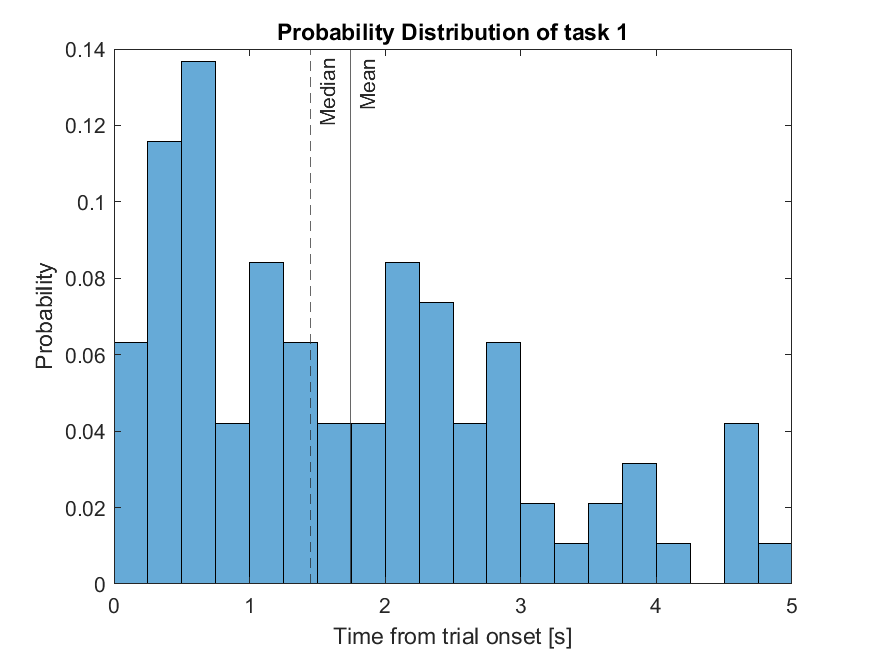 Probability Distribution of task 1
0.14
0.12
0.1
0.08
0.06
0.04
0.02
0
Probability
Median
Mean
0 1 2 3 4 5
Time from trial onset [s]